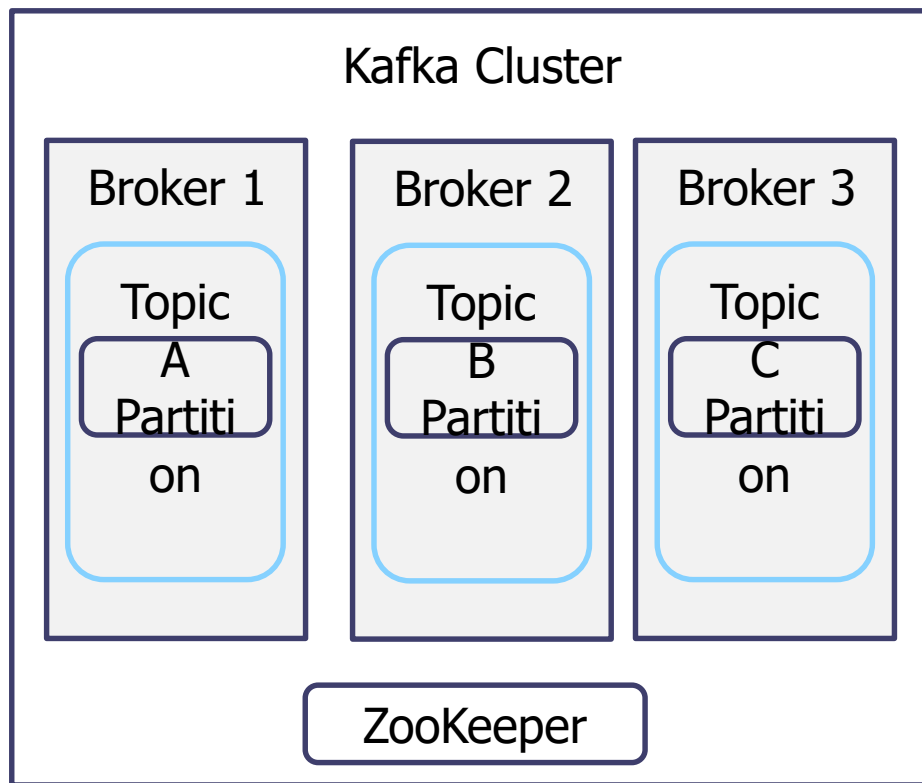 Kafka Cluster
Broker 1
Topic
A
Partiti
on
Broker 2
Topic
B
Partiti
on
Broker 3
Topic
C
Partiti
on
ZooKeeper